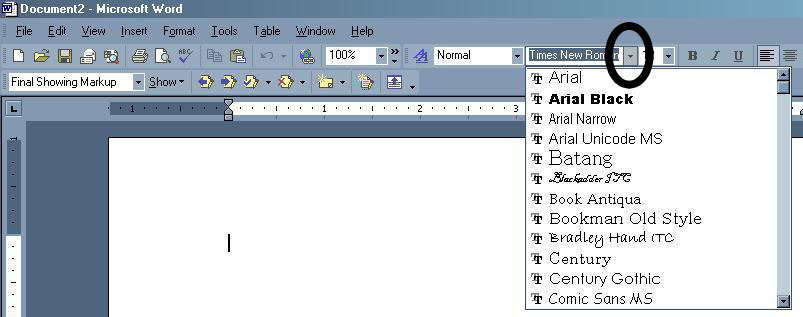 Document2 - Microsoft Word
File Edit View Insert Format Tools Table Window Help
100% Normal Times New Roman B I U
Final Showing Markup Show
1 1 2 3
Arial
Arial Black
Arial Narrow
Arial Unicode MS
Batang
Blackadder ITC
Book Antiqua
Bookman Old Style
Bradley Hand ITC
Century
Century Gothic
Comic Sans MS